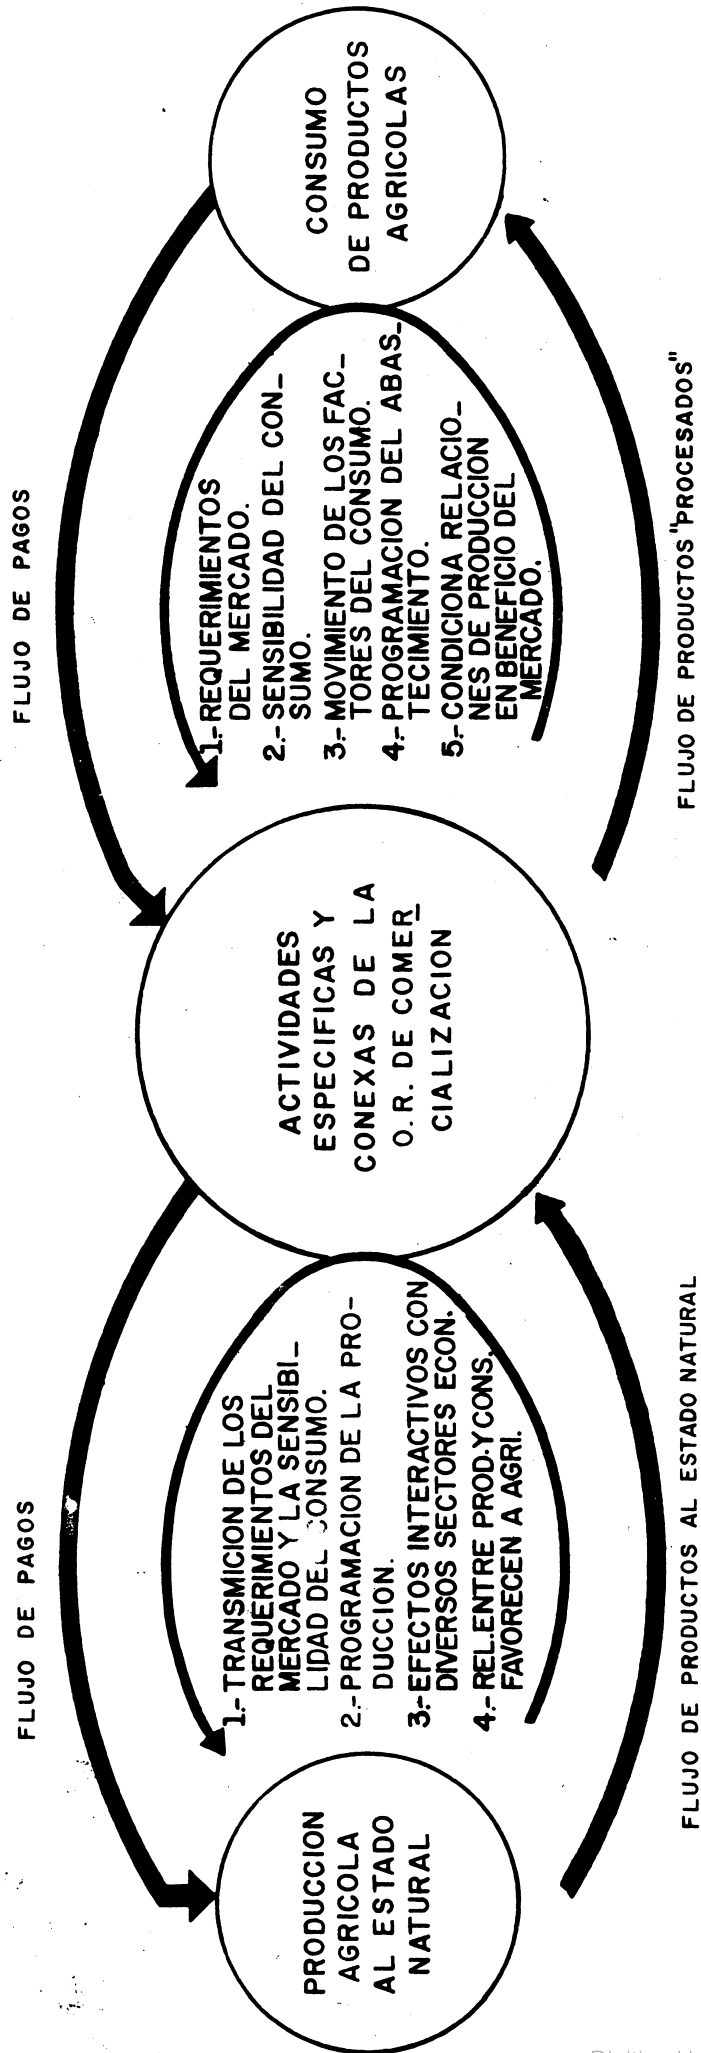 FLUJO DE PAGOS
FLUJO DE PAGOS
PRODUCCION
AGRICOLA
AL ESTADO
NATURAL
1.- TRANSMICION DE LOS
REQUERIMIENTOS DEL
MERCADO Y LA SENSIBI_
LIDAD DEL CONSUMO.
2.- PROGRAMACION DE LA PRO-
DUCCION.
3.- EFECTOS INTERACTIVOS CON
DIVERSOS SECTORES ECON.
4.- REL.ENTRE PROD.Y CONS.
FAVORECEN A AGRI.
ACTIVIDADES
ESPECIFICAS Y
CONEXAS DE LA
O.R. DE COMER_
CIALIZACION
1.- REQUERIMIENTOS
DEL MERCADO.
2.- SENSIBILIDAD DEL CON_
SUMO.
3.- MOVIMIENTO DE LOS FAC_
TORES DEL CONSUMO.
4.- PROGRAMACION DEL ABAS_
TECIMIENTO.
5.- CONDICIONA RELACIO_
NES DE PRODUCCION
EN BENEFICIO DEL
MERCADO.
CONSUMO
DE PRODUCTOS
AGRICOLAS
FLUJO DE PRODUCTOS AL ESTADO NATURAL
FLUJO DE PRODUCTOS "PROCESADOS"